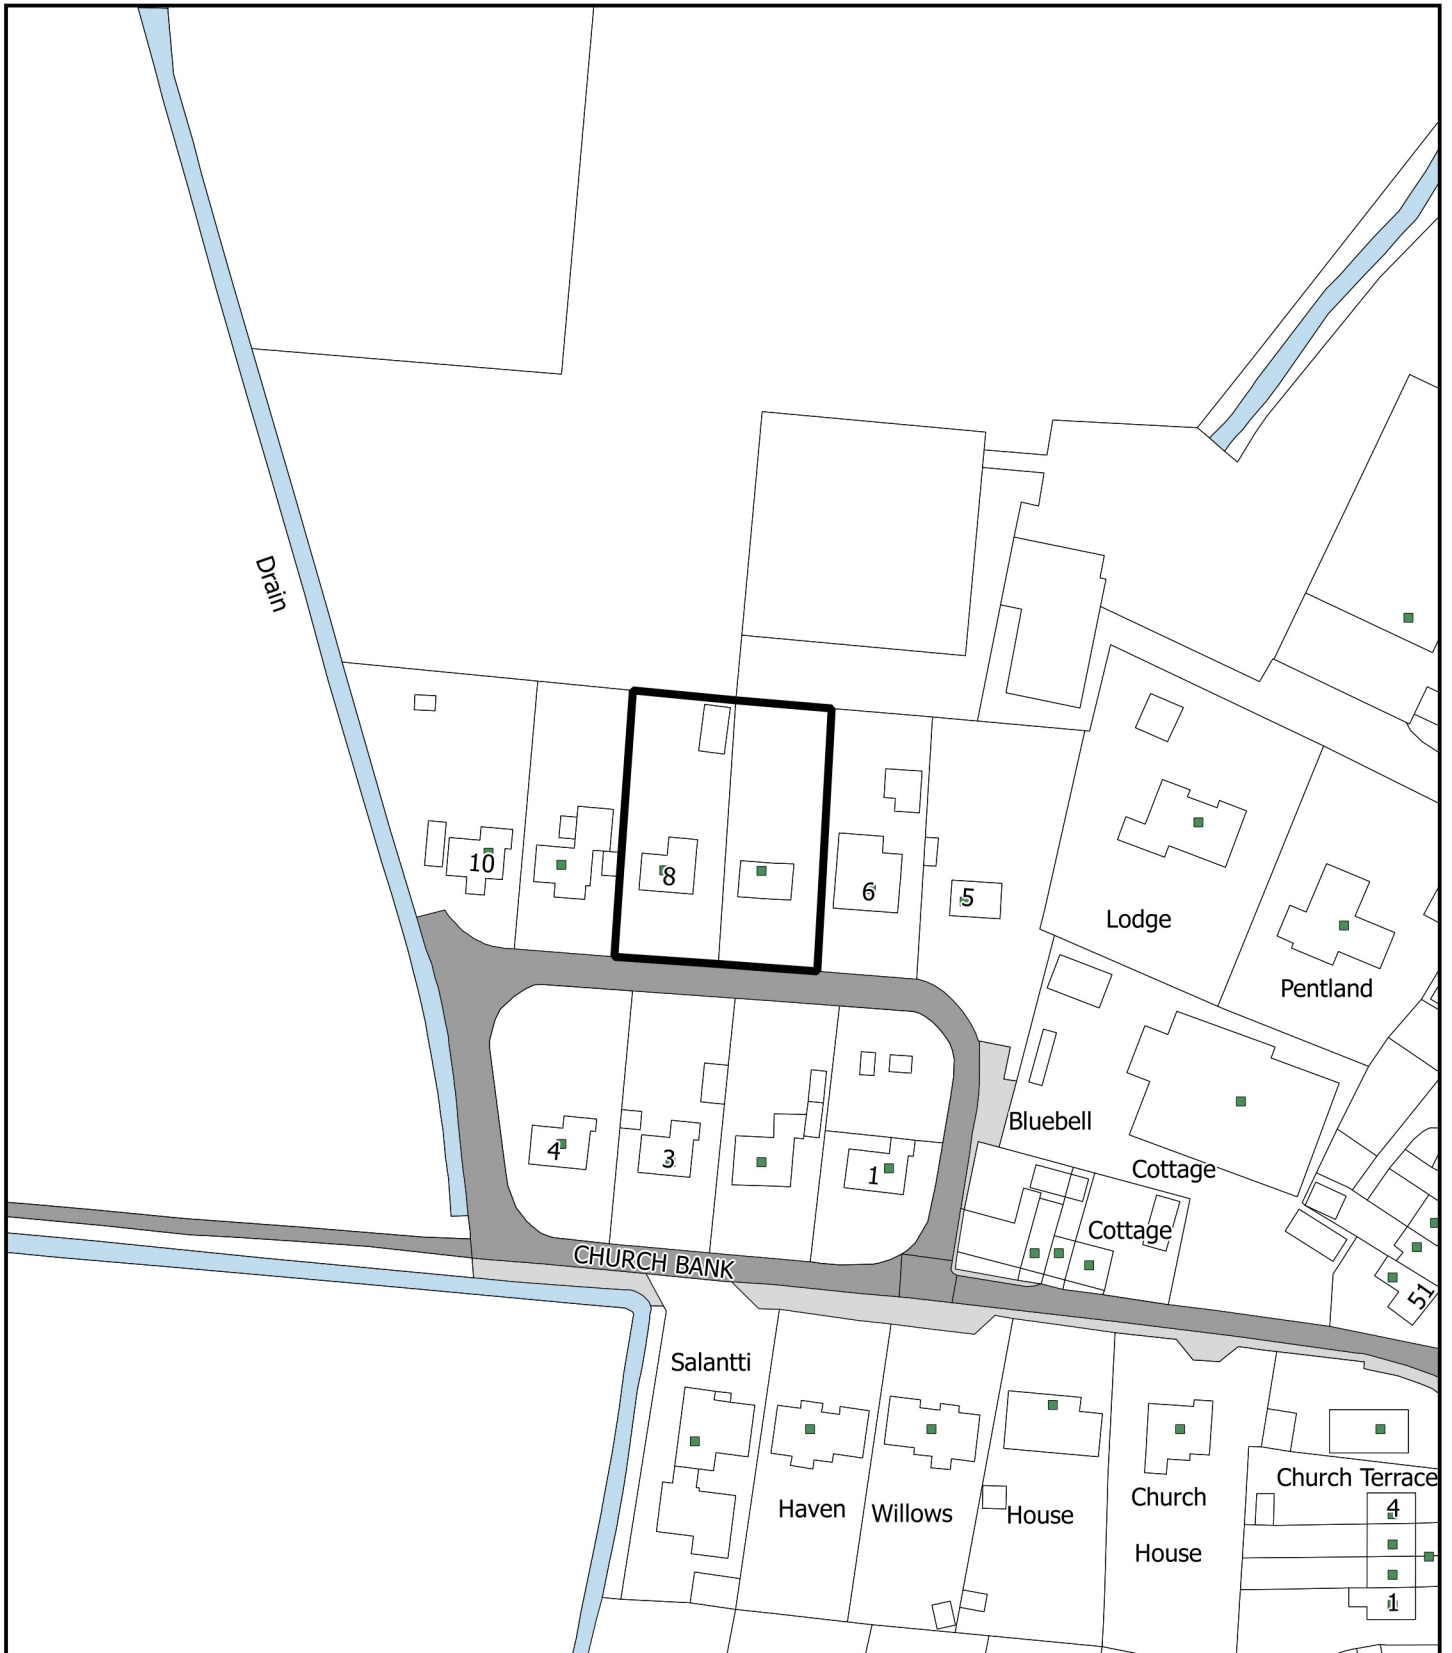 Drain
10
8
6
5
Lodge
Pentland
Bluebell
4
3
1
Cottage
Cottage
CHURCH BANK
51
Salantti
Church Terrace
Haven
Willows
House
Church
House
4
1